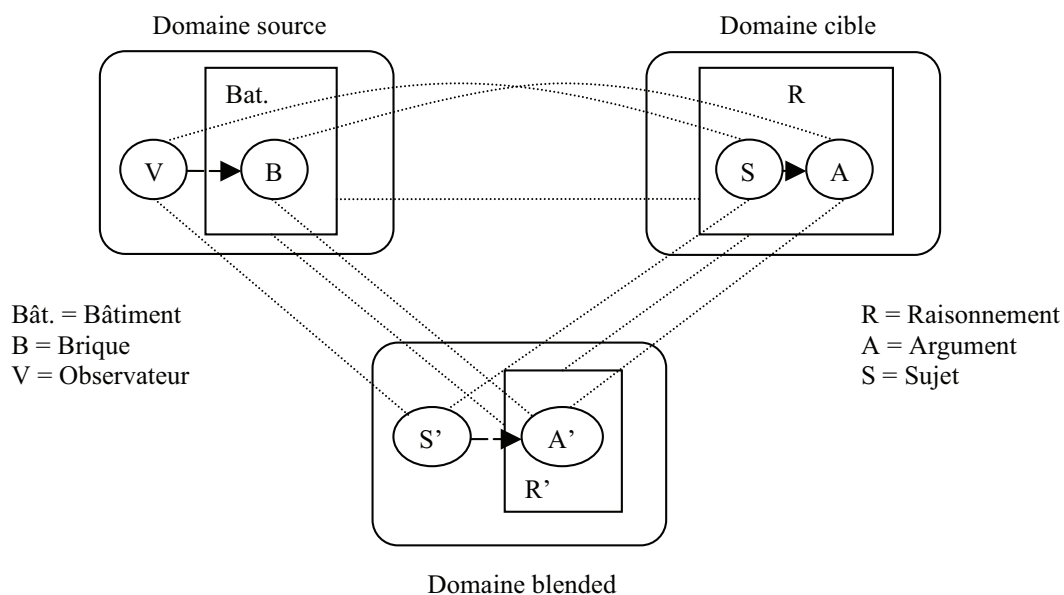 Domaine source
Domaine cible
Bat.
R
V
B
S
A
Bât. = Bâtiment
B = Brique
V = Observateur
R = Raisonnement
A = Argument
S = Sujet
S’
A’
R’
Domaine blended